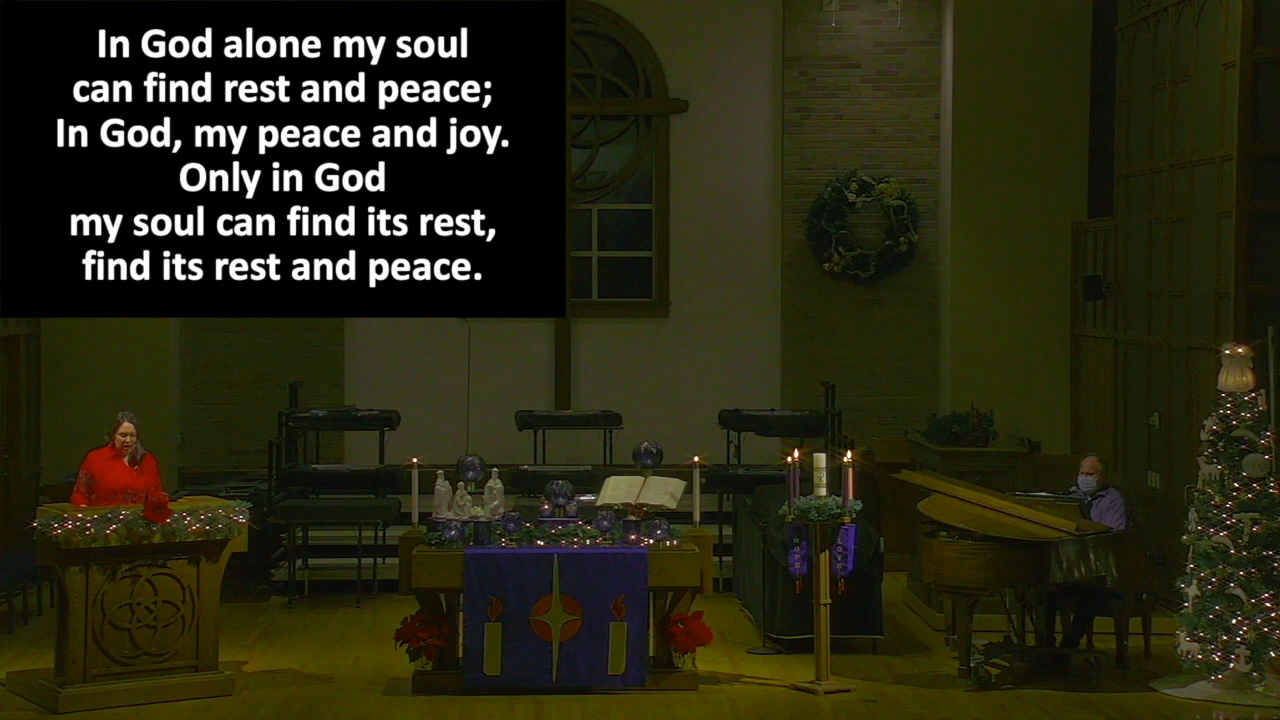 In God alone my soul
can find rest and peace;
In God, my peace and joy.
Only in God
my soul can find its rest,
find its rest and peace.